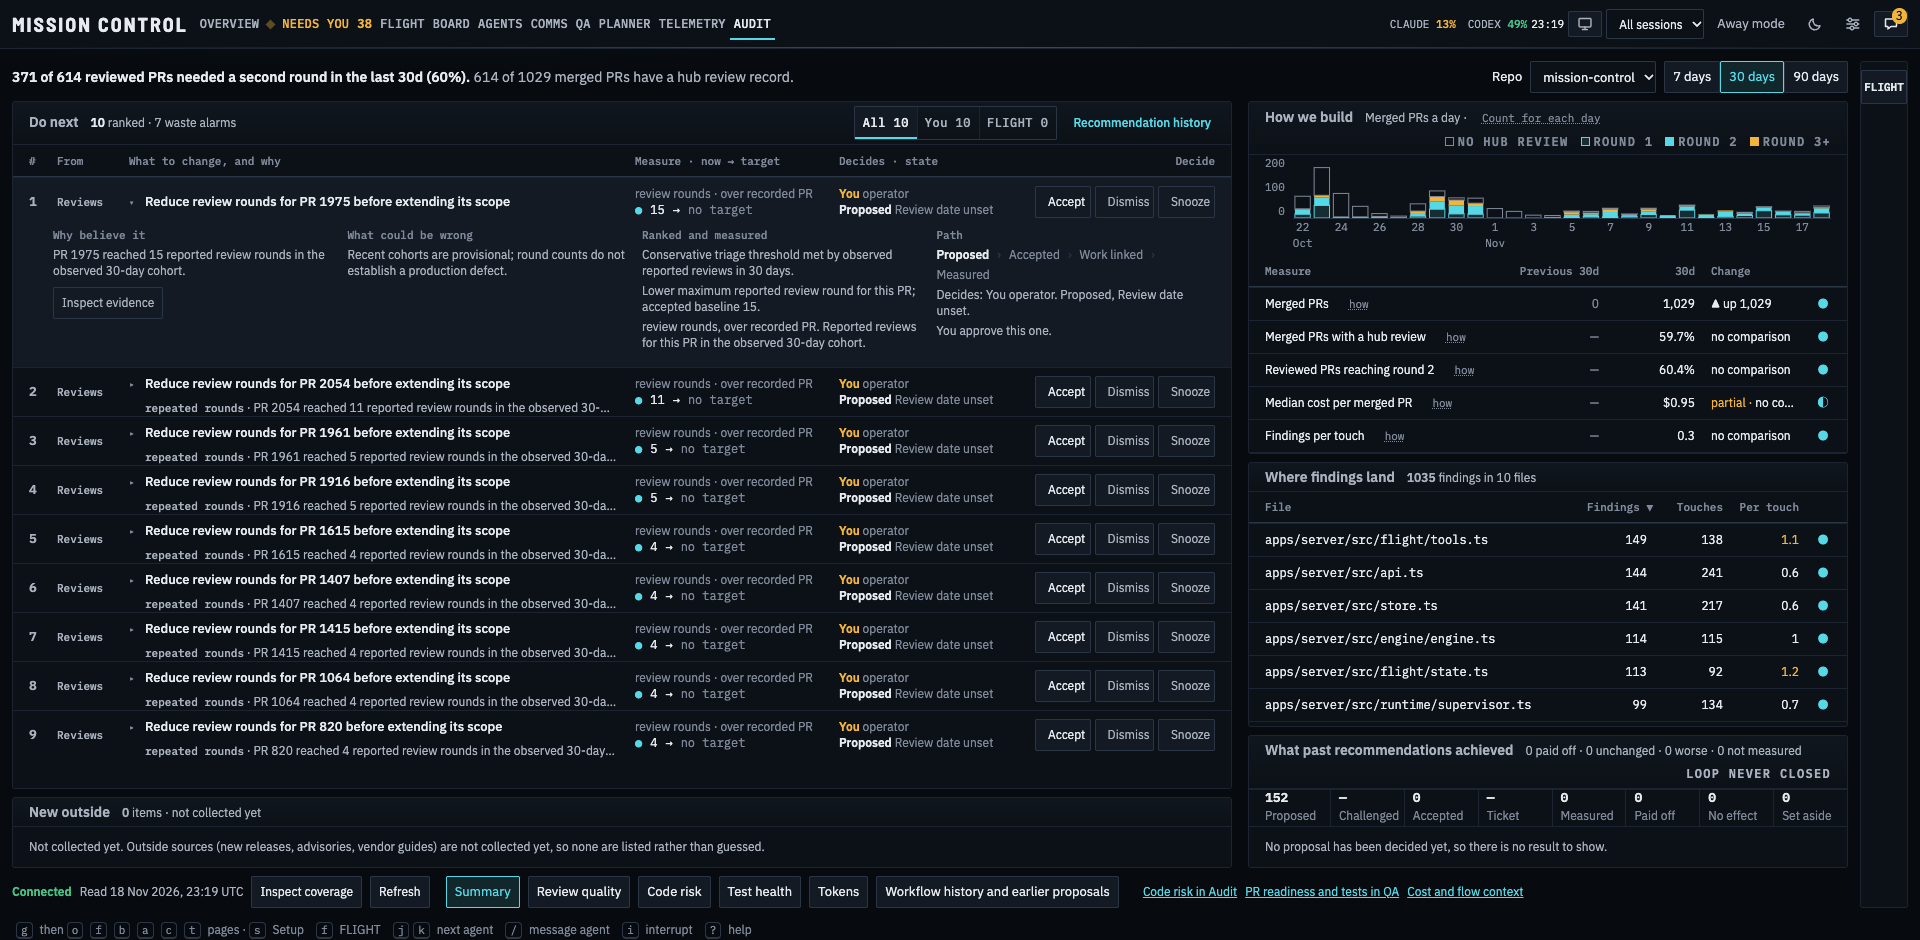 MISSION CONTROL OVERVIEW NEEDS YOU 38 FLIGHT BOARD AGENTS COMMS QA PLANNER TELEMETRY AUDIT CLAUDE 13% CODEX 49% 23:19 All sessions Away mode 3
371 of 614 reviewed PRs needed a second round in the last 30d (60%). 614 of 1029 merged PRs have a hub review record. Repo mission-control 7 days 30 days 90 days
FLIGHT
Do next 10 ranked · 7 waste alarms All 10 You 10 FLIGHT 0 Recommendation history
# From What to change, and why Measure · now → target Decides · state Decide
1 Reviews Reduce review rounds for PR 1975 before extending its scope review rounds · over recorded PR You operator Accept Dismiss Snooze
15 → no target Proposed Review date unset
Why believe it What could be wrong Ranked and measured Path
PR 1975 reached 15 reported review rounds in the observed 30-day cohort.
Inspect evidence
Recent cohorts are provisional; round counts do not establish a production defect.
Conservative triage threshold met by observed reported reviews in 30 days.
Lower maximum reported review round for this PR; accepted baseline 15.
review rounds, over recorded PR. Reported reviews for this PR in the observed 30-day cohort.
Proposed › Accepted › Work linked › Measured
Decides: You operator. Proposed, Review date unset.
You approve this one.
2 Reviews Reduce review rounds for PR 2054 before extending its scope review rounds · over recorded PR You operator Accept Dismiss Snooze
repeated rounds · PR 2054 reached 11 reported review rounds in the observed 30-... 11 → no target Proposed Review date unset
3 Reviews Reduce review rounds for PR 1961 before extending its scope review rounds · over recorded PR You operator Accept Dismiss Snooze
repeated rounds · PR 1961 reached 5 reported review rounds in the observed 30-da... 5 → no target Proposed Review date unset
4 Reviews Reduce review rounds for PR 1916 before extending its scope review rounds · over recorded PR You operator Accept Dismiss Snooze
repeated rounds · PR 1916 reached 5 reported review rounds in the observed 30-da... 5 → no target Proposed Review date unset
5 Reviews Reduce review rounds for PR 1615 before extending its scope review rounds · over recorded PR You operator Accept Dismiss Snooze
repeated rounds · PR 1615 reached 4 reported review rounds in the observed 30-da... 4 → no target Proposed Review date unset
6 Reviews Reduce review rounds for PR 1407 before extending its scope review rounds · over recorded PR You operator Accept Dismiss Snooze
repeated rounds · PR 1407 reached 4 reported review rounds in the observed 30-da... 4 → no target Proposed Review date unset
7 Reviews Reduce review rounds for PR 1415 before extending its scope review rounds · over recorded PR You operator Accept Dismiss Snooze
repeated rounds · PR 1415 reached 4 reported review rounds in the observed 30-da... 4 → no target Proposed Review date unset
8 Reviews Reduce review rounds for PR 1064 before extending its scope review rounds · over recorded PR You operator Accept Dismiss Snooze
repeated rounds · PR 1064 reached 4 reported review rounds in the observed 30-da... 4 → no target Proposed Review date unset
9 Reviews Reduce review rounds for PR 820 before extending its scope review rounds · over recorded PR You operator Accept Dismiss Snooze
repeated rounds · PR 820 reached 4 reported review rounds in the observed 30-day... 4 → no target Proposed Review date unset
New outside 0 items · not collected yet
Not collected yet. Outside sources (new releases, advisories, vendor guides) are not collected yet, so none are listed rather than guessed.
How we build Merged PRs a day · Count for each day
NO HUB REVIEW ROUND 1 ROUND 2 ROUND 3+
200
100
0
22 24 26 28 30 1 3 5 7 9 11 13 15 17
Oct Nov
Measure Previous 30d 30d Change
Merged PRs how 0 1,029 ▲ up 1,029
Merged PRs with a hub review how — 59.7% no comparison
Reviewed PRs reaching round 2 how — 60.4% no comparison
Median cost per merged PR how — $0.95 partial · no co...
Findings per touch how — 0.3 no comparison
Where findings land 1035 findings in 10 files
File Findings ▼ Touches Per touch
apps/server/src/flight/tools.ts 149 138 1.1
apps/server/src/api.ts 144 241 0.6
apps/server/src/store.ts 141 217 0.6
apps/server/src/engine/engine.ts 114 115 1
apps/server/src/flight/state.ts 113 92 1.2
apps/server/src/runtime/supervisor.ts 99 134 0.7
What past recommendations achieved 0 paid off · 0 unchanged · 0 worse · 0 not measured
LOOP NEVER CLOSED
152 — 0 — 0 0 0 0
Proposed Challenged Accepted Ticket Measured Paid off No effect Set aside
No proposal has been decided yet, so there is no result to show.
Connected Read 18 Nov 2026, 23:19 UTC Inspect coverage Refresh Summary Review quality Code risk Test health Tokens Workflow history and earlier proposals Code risk in Audit PR readiness and tests in QA Cost and flow context
g then o f b a c t pages · s Setup f FLIGHT j k next agent / message agent i interrupt ? help